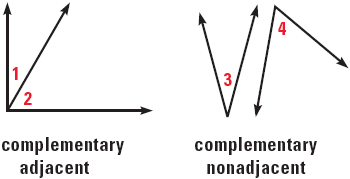 1
2
3
4
complementary
adjacent
complementary
nonadjacent